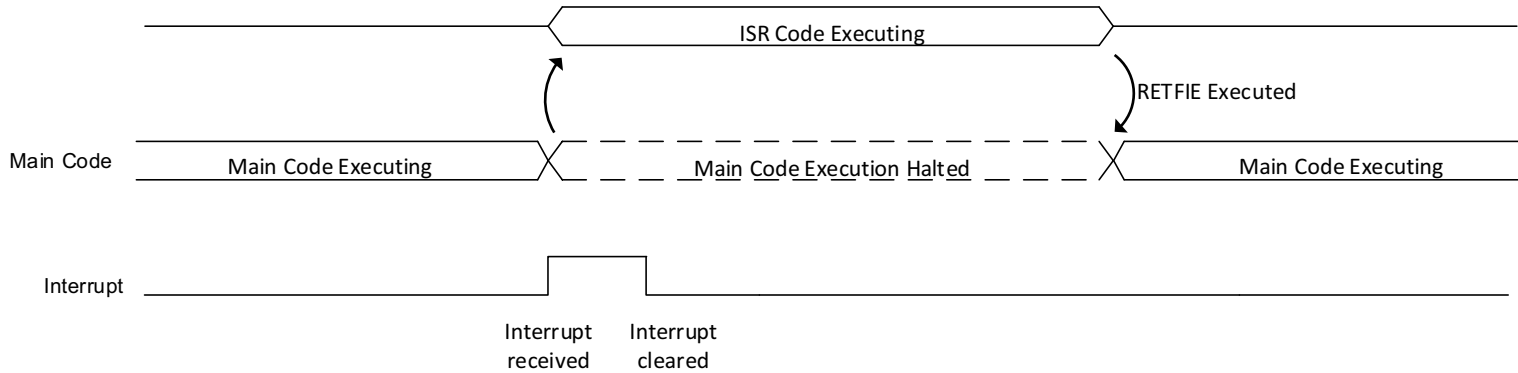 ISR Code Executing
RETFIE Executed
Main Code
Main Code Executing
Main Code Execution Halted
Main Code Executing
Interrupt
Interrupt
received
Interrupt
cleared